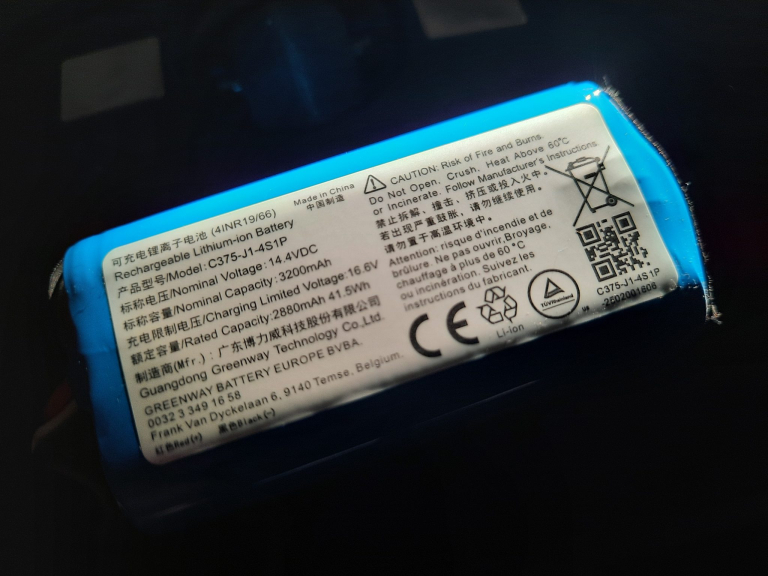 可充电锂离子电池 (4INR19/66)
Rechargeable Lithium-ion Battery
Made in China
中国制造
产品型号/Model: C375-J1-4S1P
标称电压/Nominal Voltage: 14.4VDC
标称容量/Nominal Capacity: 3200mAh
充电限制电压/Charging Limited Voltage: 16.6V
额定容量/Rated Capacity: 2880mAh 41.5Wh
制造商(Mfr.): 广东博力威科技股份有限公司
Guangdong Greenway Technology Co.,Ltd.
GREENWAY BATTERY EUROPE BVBA.
0032 3 349 16 58
Frank Van Dyckelaan 6, 9140 Temse, Belgium.
红色Red(+) 黑色Black(-)
CAUTION: Risk of Fire and Burns.
Do Not Open, Crush, Heat Above 60℃
or Incinerate. Follow Manufacturer's Instructions.
禁止拆解、撞击、挤压或投入火中。
若出现严重鼓胀、请勿继续使用。
请勿置于高温环境中。
Attention: risque d'incendie et de
brûlure. Ne pas ouvrir,Broyage,
chauffage à plus de 60 °C
ou incinération. Suivez les
instructions du fabricant.
CE
Li-Ion
TÜVRheinland
C375-J1-4S1P